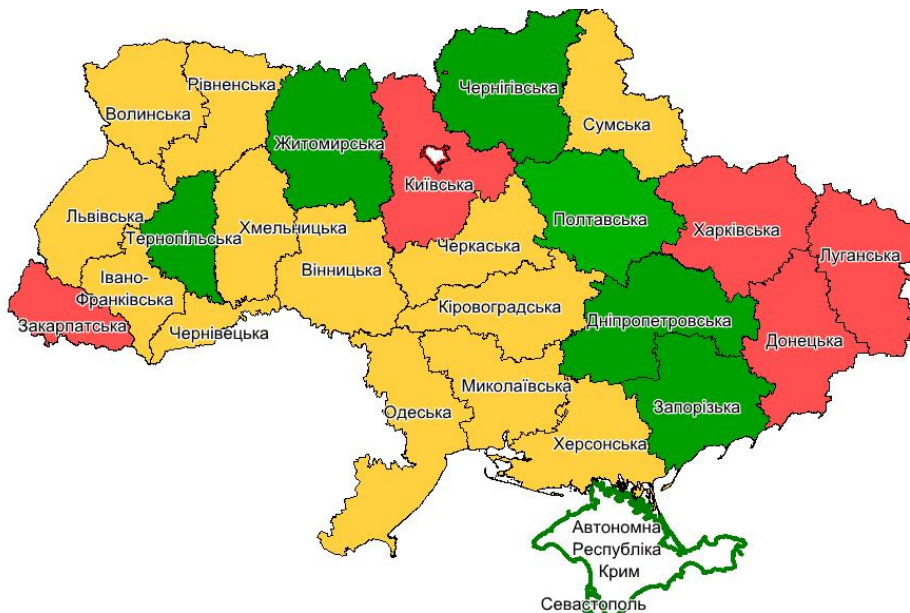 Рівненська
Волинська
Чернігівська
Сумська
Житомирська
Київська
Львівська
Тернопільська
Хмельницька
Полтавська
Харківська
Луганська
Черкаська
Вінницька
Івано-
Франківська
Закарпатська
Чернівецька
Кіровоградська
Дніпропетровська
Донецька
Миколаївська
Одеська
Запорізька
Херсонська
Автономна
Республіка
Крим
Севастополь